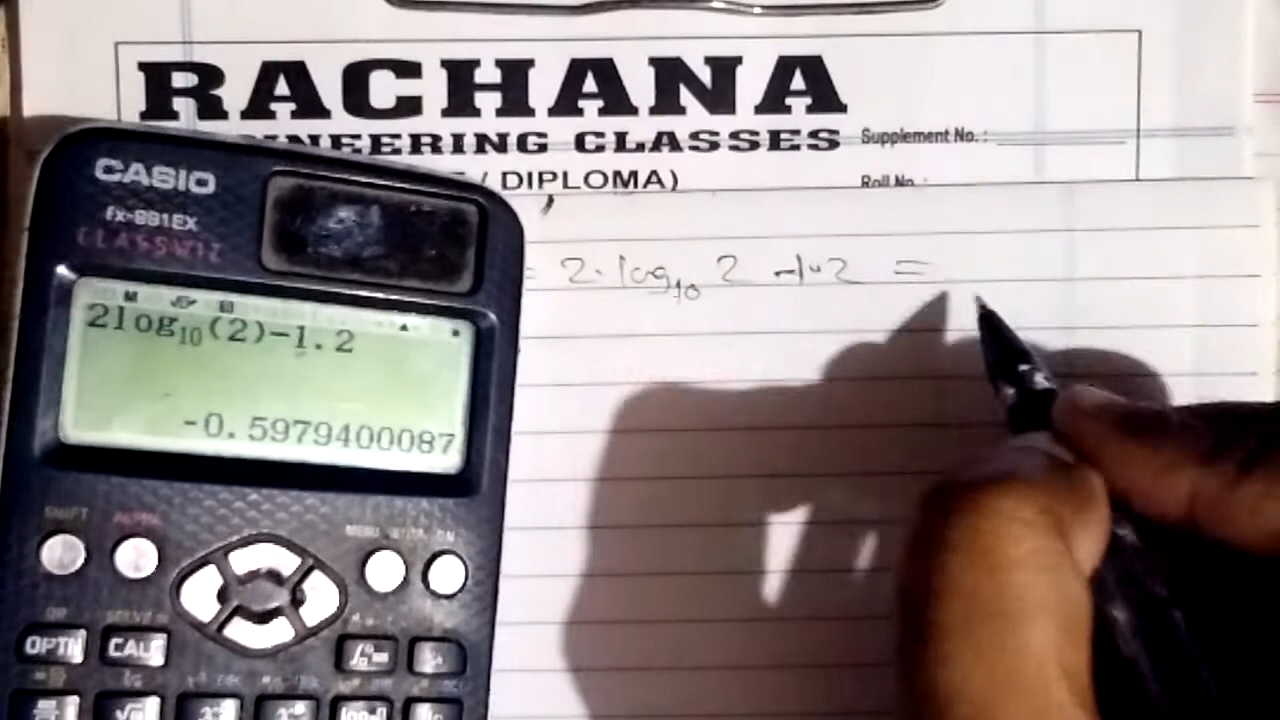 RACHANA
INEERING CLASSES
Supplement No. :
/ DIPLOMA)
Roll No. :
CASIO
fx-991EX
CLASSWIZ
= 2·log₁₀ 2 -1.2 =
2log₁₀(2)-1.2
-0.5979400087
SHIFT ALPHA MENU ON
OPTN CALC